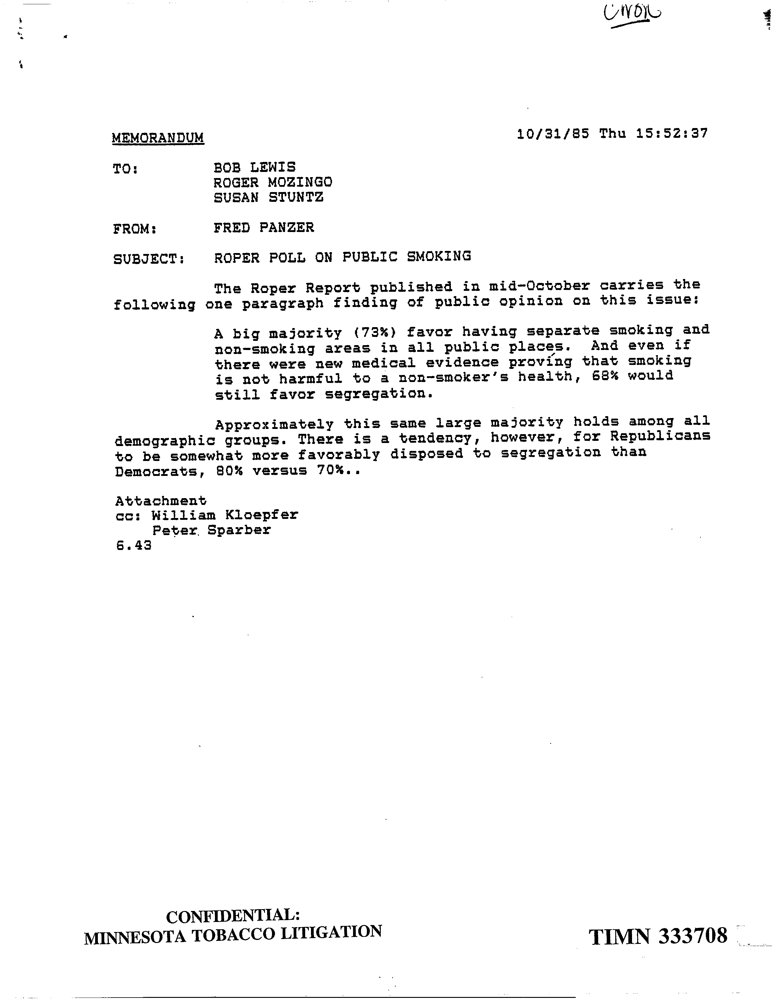 MEMORANDUM 10/31/85 Thu 15:52:37
TO: BOB LEWIS
ROGER MOZINGO
SUSAN STUNTZ
FROM: FRED PANZER
SUBJECT: ROPER POLL ON PUBLIC SMOKING
The Roper Report published in mid-October carries the
following one paragraph finding of public opinion on this issue:
A big majority (73%) favor having separate smoking and
non-smoking areas in all public places. And even if
there were new medical evidence proving that smoking
is not harmful to a non-smoker's health, 68% would
still favor segregation.
Approximately this same large majority holds among all
demographic groups. There is a tendency, however, for Republicans
to be somewhat more favorably disposed to segregation than
Democrats, 80% versus 70%..
Attachment
cc: William Kloepfer
Peter Sparber
6.43
CONFIDENTIAL:
MINNESOTA TOBACCO LITIGATION
TIMN 333708